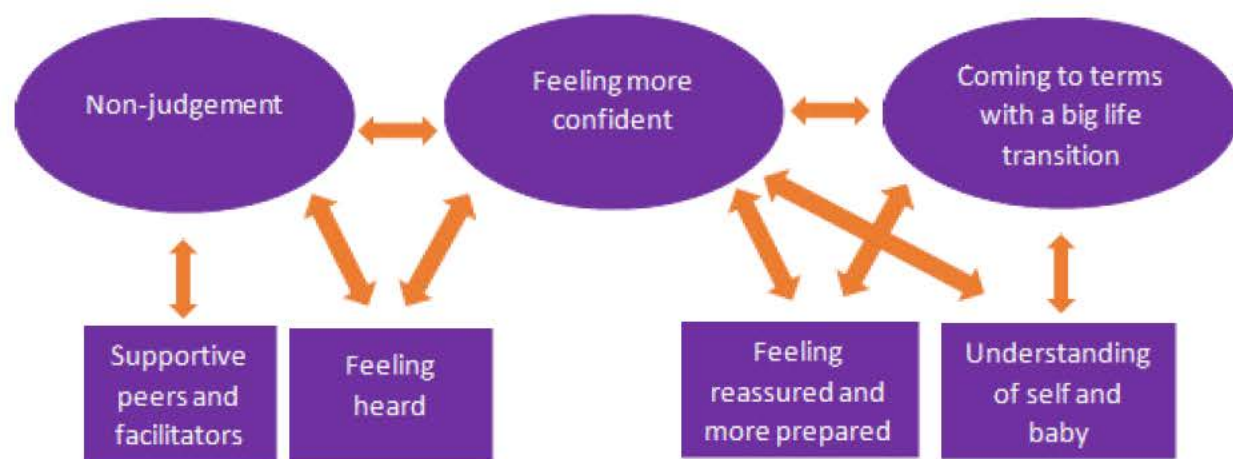 Non-judgement
Feeling more
confident
Coming to terms
with a big life
transition
Supportive
peers and
facilitators
Feeling
heard
Feeling
reassured and
more prepared
Understanding
of self and
baby